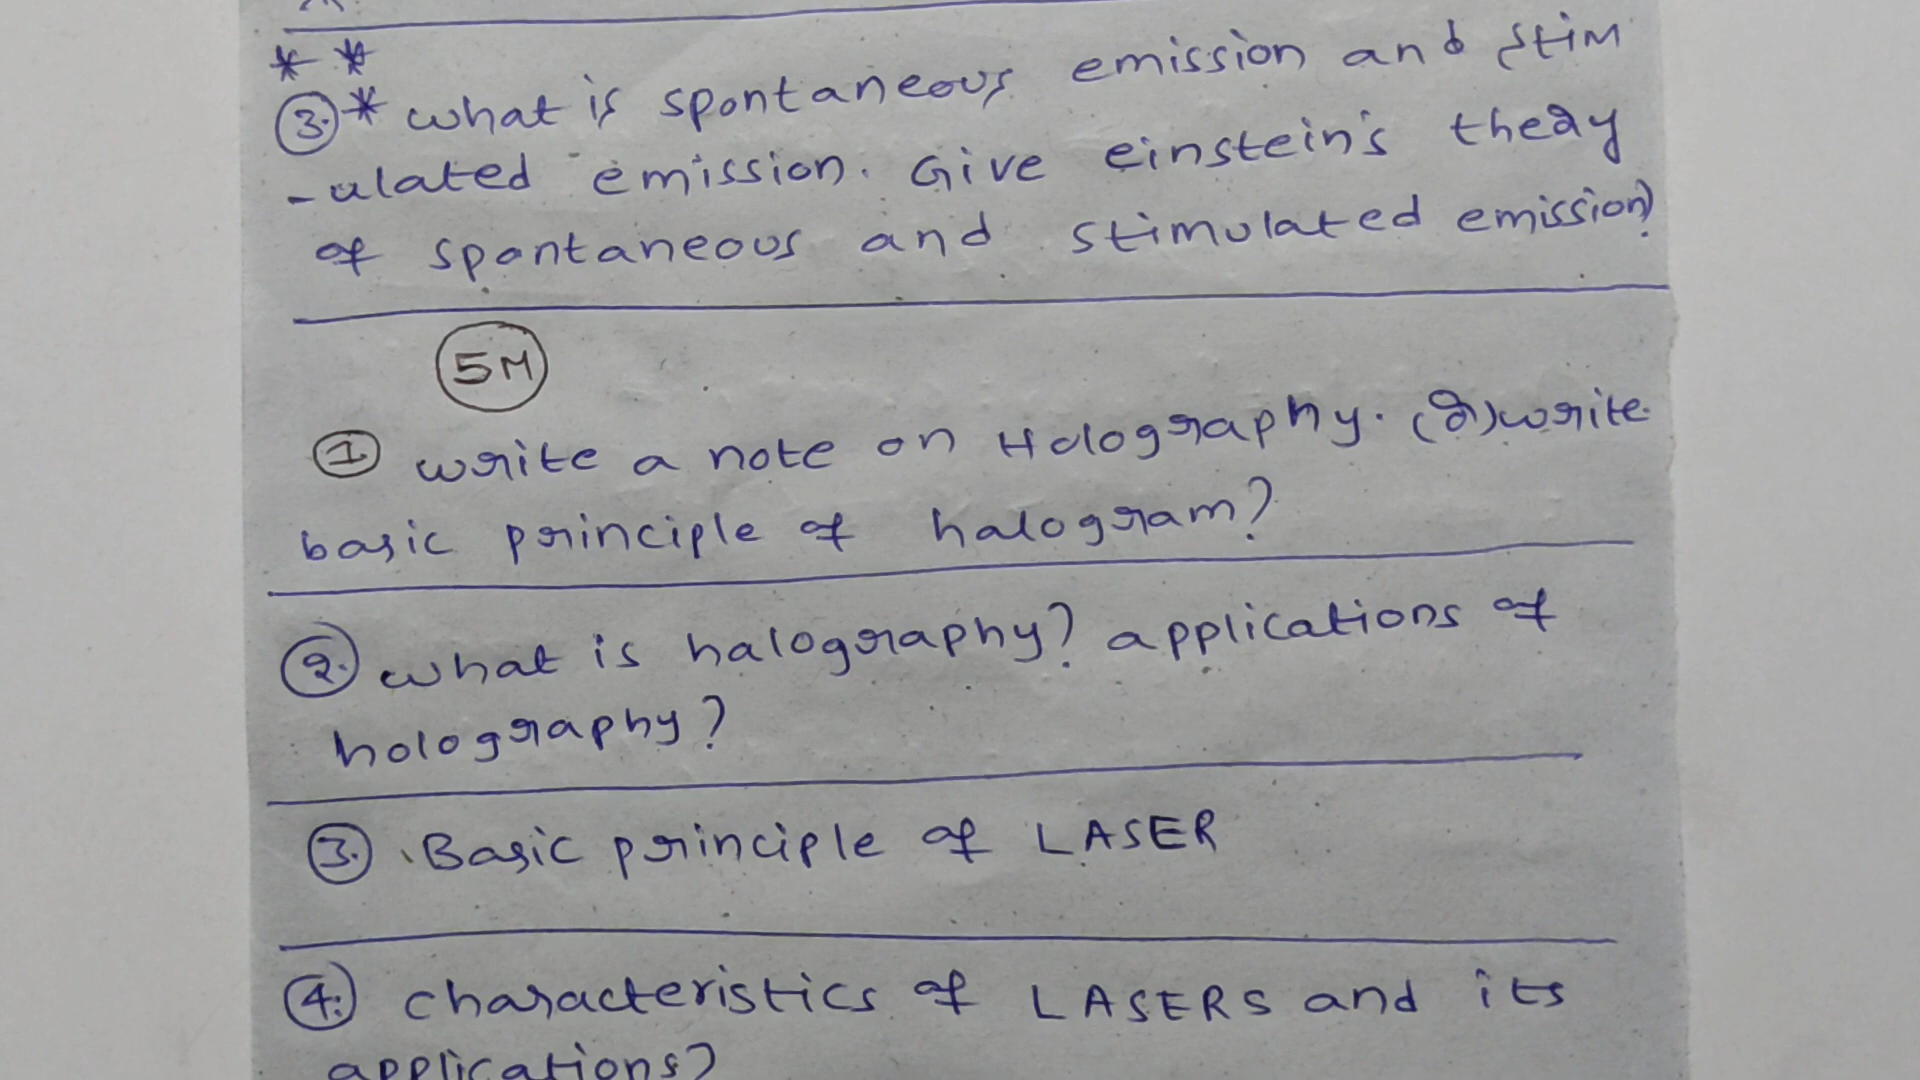 * *
3. * what is spontaneous emission and stim
-ulated emission. Give einstein's theory
of spontaneous and stimulated emission?
5M
1. write a note on Holography. (or) write
basic principle of halogram?
2. what is halography? applications of
holography?
3. Basic principle of LASER
4. characteristics of LASERS and its
applications?